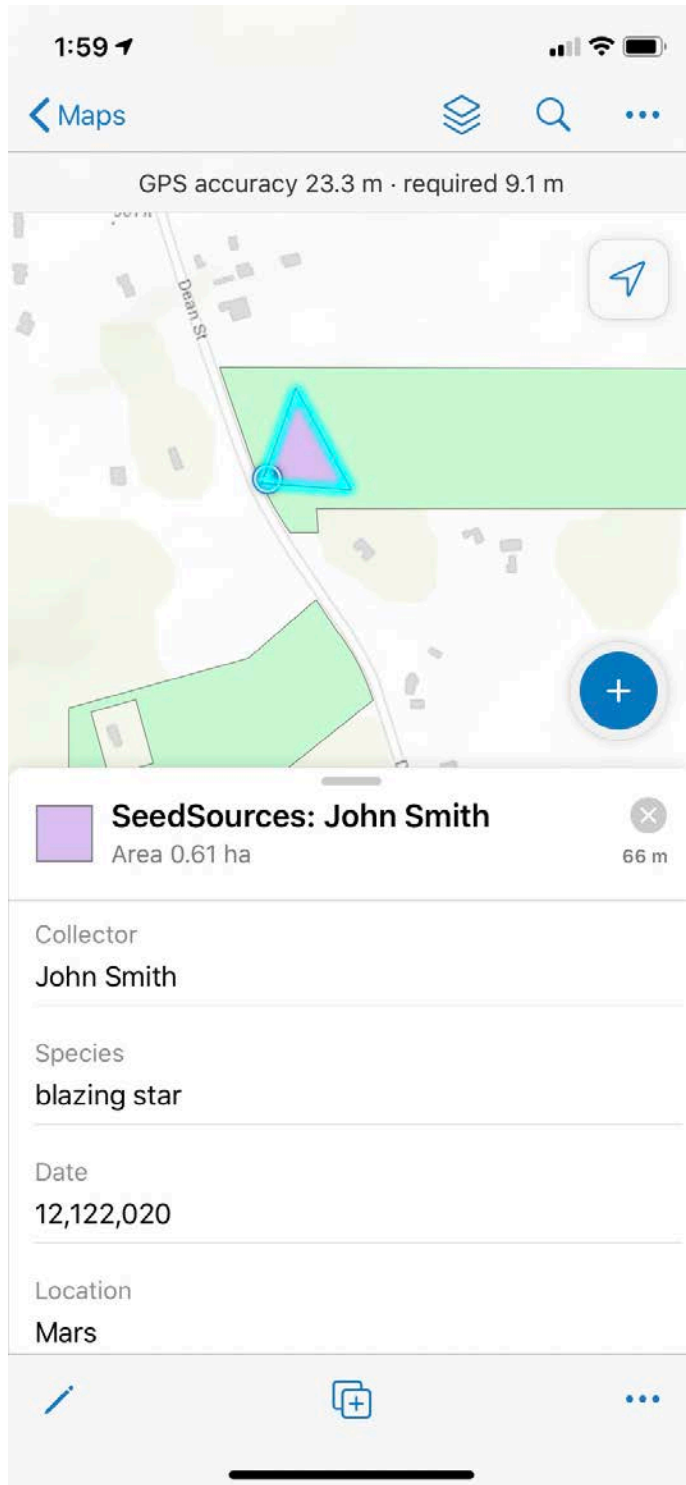 1:59
Maps
GPS accuracy 23.3 m · required 9.1 m
Dean St
SeedSources: John Smith
Area 0.61 ha
66 m
Collector
John Smith
Species
blazing star
Date
12,122,020
Location
Mars